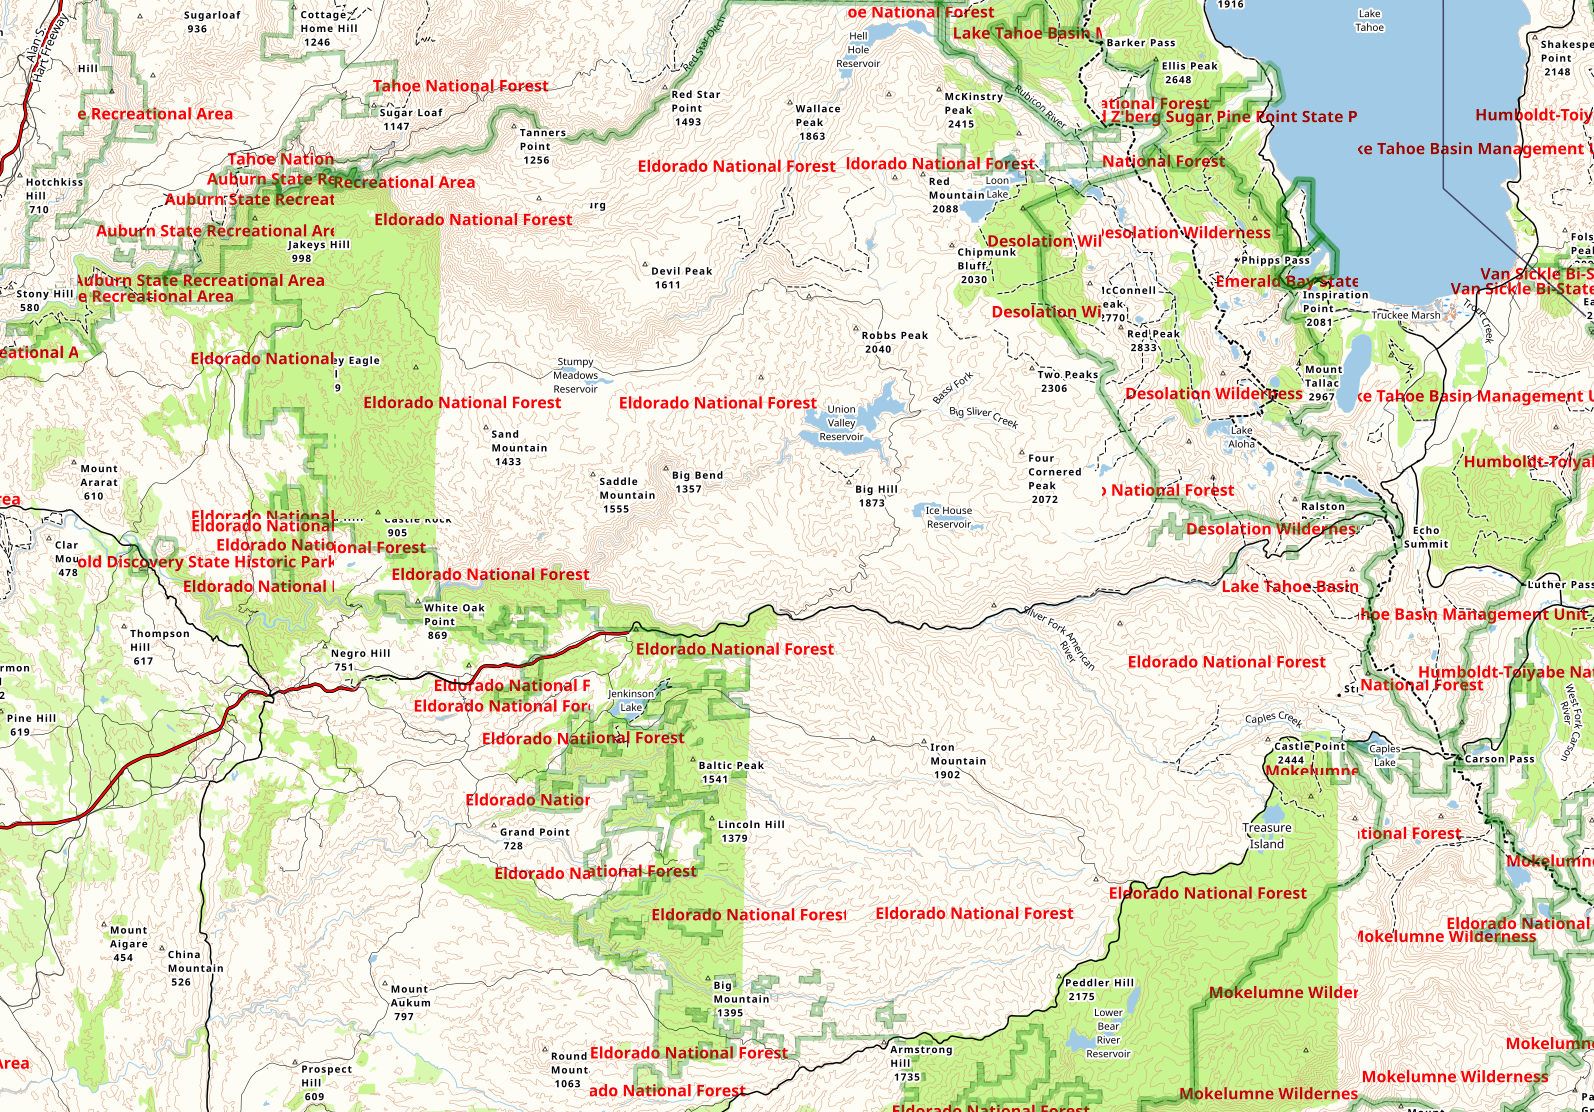 Sugarloaf
936
Cottage
Home Hill
1246
oe National Forest
1916
Lake
Tahoe
Alan S.
Hart Freeway
Red Star Ditch
Hell
Hole
Reservoir
Lake Tahoe Basin M
Barker Pass
Shakespe
Point
2148
Hill
Ellis Peak
2648
Tahoe National Forest
Red Star
Point
1493
Wallace
Peak
1863
McKinstry
Peak
2415
Rubicon River
ational Forest
e Recreational Area
Sugar Loaf
1147
Z'berg Sugar Pine Point State P
Humboldt-Toiy
Tanners
Point
1256
ke Tahoe Basin Management U
Tahoe Nation
Eldorado National Forest
ldorado National Forest
National Forest
Auburn State Re
Recreational Area
Hotchkiss
Hill
710
Red
Mountain
2088
Loon
Lake
Auburn State Recreat
urg
Eldorado National Forest
Auburn State Recreational Are
Desolation Wil
Desolation Wilderness
Jakeys Hill
998
Chipmunk
Bluff
2030
Phipps Pass
Fols
Peal
Devil Peak
1611
Auburn State Recreational Area
e Recreational Area
Emerald Bay State
Van Sickle Bi-S
Van Sickle Bi-State
Stony Hill
580
McConnell
eak
2770
Inspiration
Point
2081
Desolation Wi
Truckee Marsh
Trout Creek
Robbs Peak
2040
Red Peak
2833
eational A
Eldorado National
ey Eagle
l
9
Stumpy
Meadows
Reservoir
Two Peaks
2306
Mount
Tallac
2967
Bassi Fork
Desolation Wilderness
ke Tahoe Basin Management U
Eldorado National Forest
Eldorado National Forest
Union
Valley
Reservoir
Big Silver Creek
Lake
Aloha
Sand
Mountain
1433
Mount
Ararat
610
Saddle
Mountain
1555
Big Bend
1357
Big Hill
1873
Four
Cornered
Peak
2072
Humboldt-Toiyal
o National Forest
rea
Ice House
Reservoir
Ralston
Eldorado National
Eldorado National
Castle Rock
905
Desolation Wildernes
Echo
Summit
Clar
Mou
478
Eldorado Natio
ional Forest
old Discovery State Historic Park
Eldorado National Forest
Eldorado National F
Lake Tahoe Basin
Luther Pass
White Oak
Point
869
Silver Fork American
River
hoe Basin Management Unit
Thompson
Hill
617
Negro Hill
751
Eldorado National Forest
Eldorado National Forest
rmon
2
Humboldt-Toiyabe Nat
National Forest
Eldorado National F
Eldorado National For
Jenkinson
Lake
West Fork Carson
River
Pine Hill
619
Caples Creek
Eldorado National Forest
Iron
Mountain
1902
Castle Point
2444
Caples
Lake
Carson Pass
Baltic Peak
1541
Mokelumne
Eldorado Nation
Grand Point
728
Lincoln Hill
1379
Treasure
Island
ational Forest
Mokelumne
Eldorado Na
ational Forest
Eldorado National Forest
Eldorado National Forest
Eldorado National Forest
Eldorado National
Mokelumne Wilderness
Mount
Aigare
454
China
Mountain
526
Mount
Aukum
797
Big
Mountain
1395
Peddler Hill
2175
Mokelumne Wilder
Lower
Bear
River
Reservoir
Mokelumne
Area
Round
Mount
1063
Eldorado National Forest
Armstrong
Hill
1735
Prospect
Hill
609
ado National Forest
Mokelumne Wilderness
Mokelumne Wildernes
Eldorado National Forest
Mount